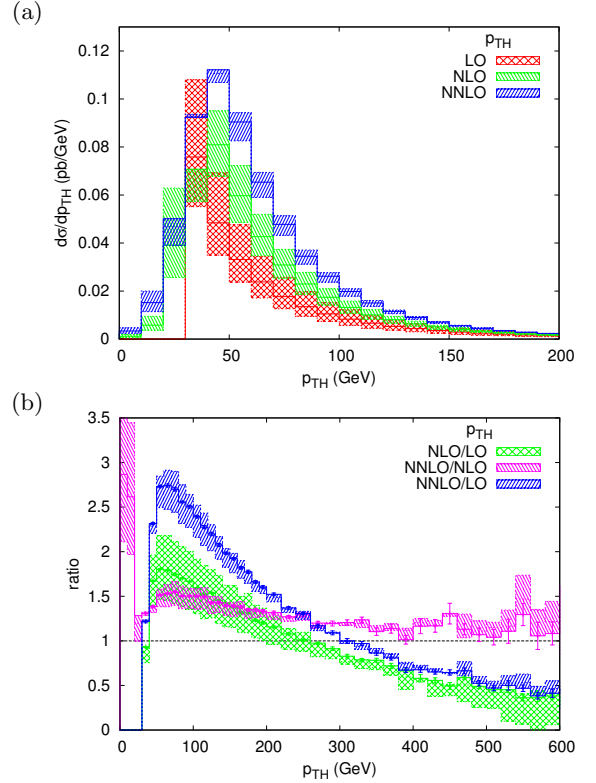 (a)
p_TH
LO
NLO
NNLO
0.12
0.1
0.08
0.06
0.04
0.02
0
dσ/dp_TH (pb/GeV)
0 50 100 150 200
p_TH (GeV)
(b)
p_TH
NLO/LO
NNLO/NLO
NNLO/LO
3.5
3
2.5
2
1.5
1
0.5
0
ratio
0 100 200 300 400 500 600
p_TH (GeV)